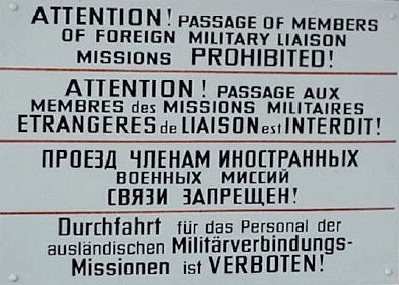 ATTENTION! PASSAGE OF MEMBERS
OF FOREIGN MILITARY LIAISON
MISSIONS PROHIBITED!
ATTENTION! PASSAGE AUX
MEMBRES des MISSIONS MILITAIRES
ETRANGERES de LIAISON est INTERDIT!
ПРОЕЗД ЧЛЕНАМ ИНОСТРАННЫХ
ВОЕННЫХ МИССИЙ
СВЯЗИ ЗАПРЕЩЕН!
Durchfahrt für das Personal der
ausländischen Militärverbindungs-
Missionen ist VERBOTEN!